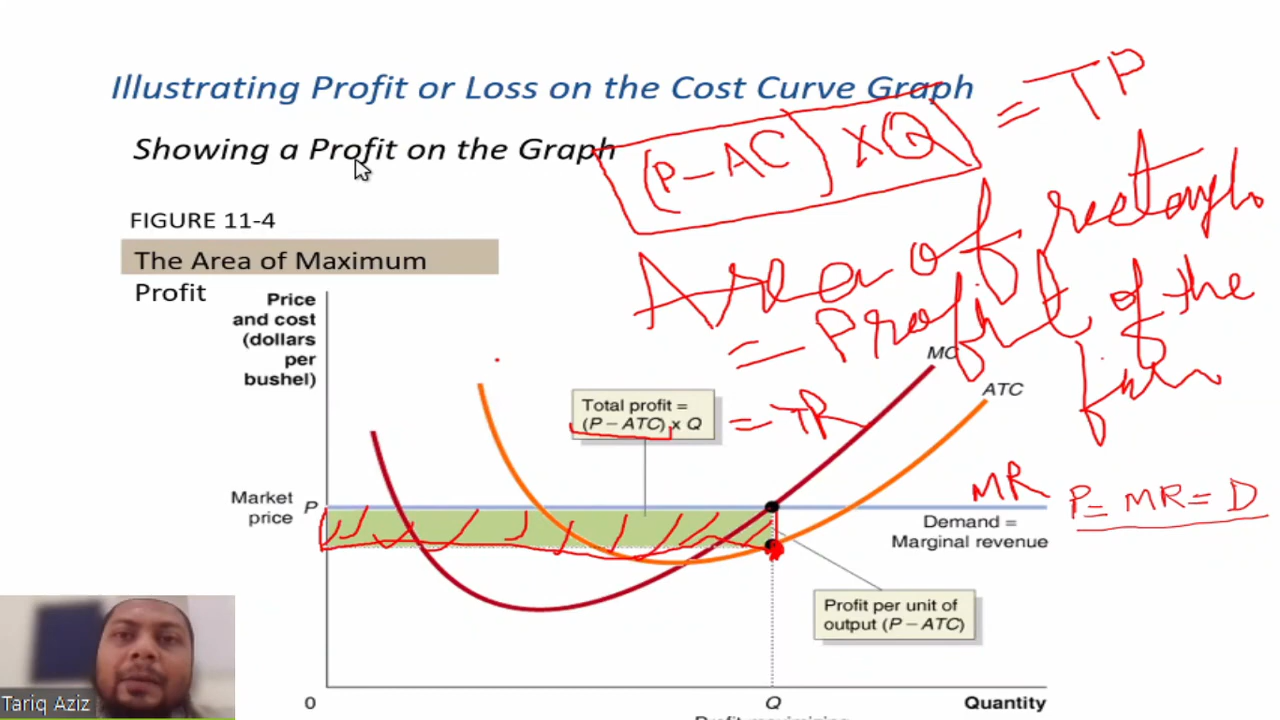 Illustrating Profit or Loss on the Cost Curve Graph
Showing a Profit on the Graph
(P-AC) X Q = TP
FIGURE 11-4
The Area of Maximum
Profit
Area of rectangle
= Profit of the
firm
= TR
Price
and cost
(dollars
per
bushel)
MC
ATC
Total profit =
(P – ATC) x Q
Market
price
P
MR
P = MR = D
Demand =
Marginal revenue
Profit per unit of
output (P – ATC)
Tariq Aziz
0
Q
Quantity